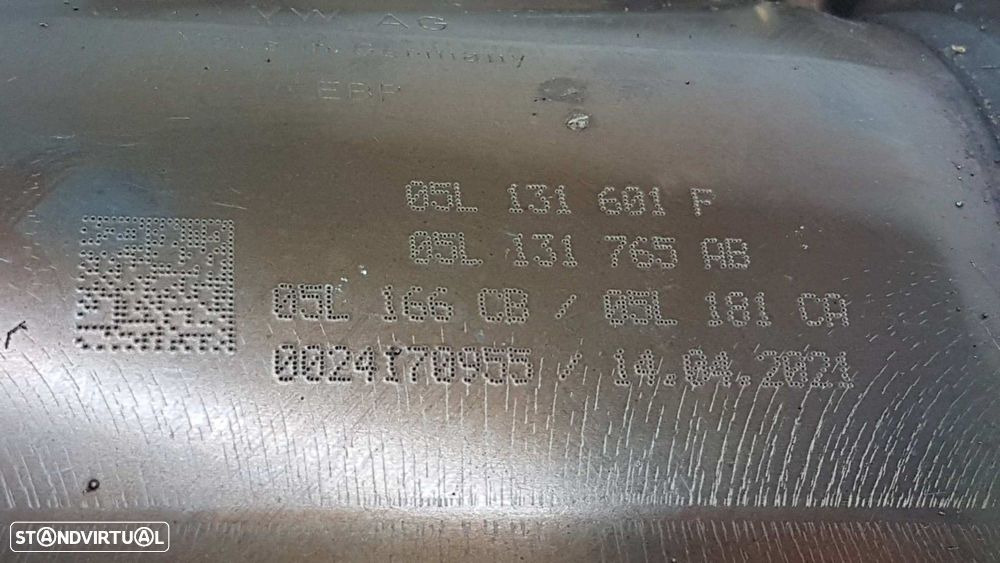 VW AG
Germany
EBP
05L 131 601 F
05L 131 765 AB
05L 166 CB / 05L 181 CA
0024170955 / 14.04.2021
STANDVIRTUAL